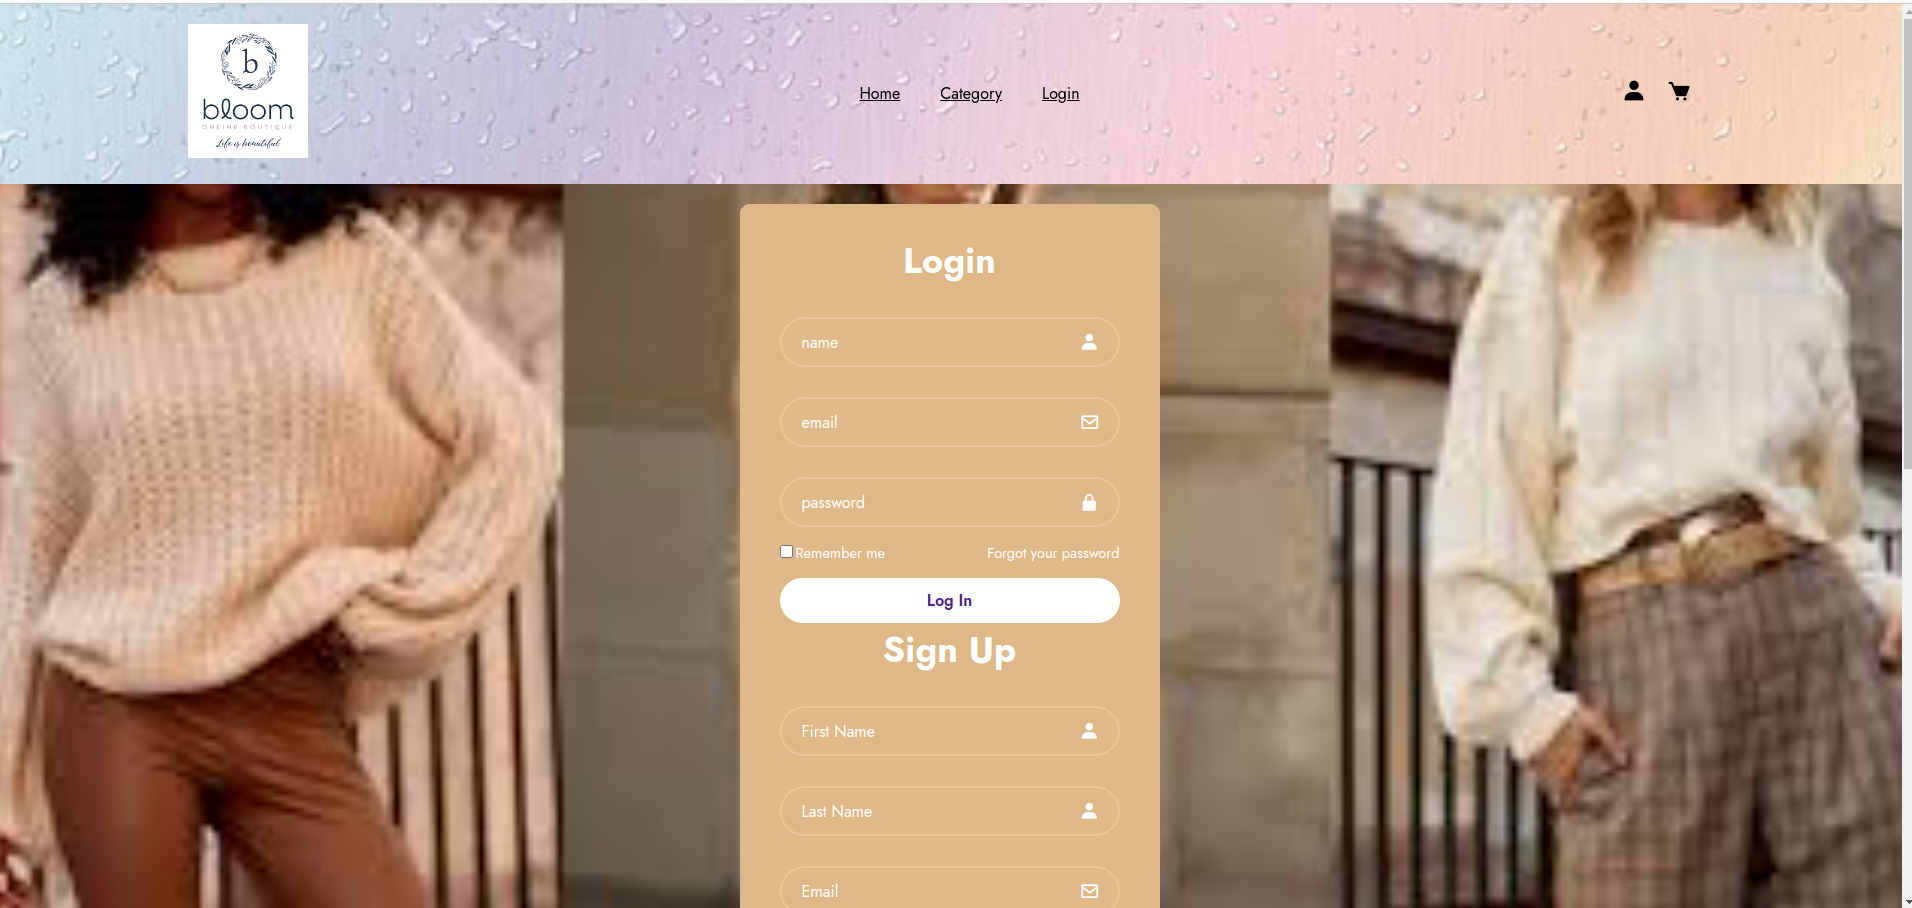 b
bloom
ONLINE BOUTIQUE
Life is beautiful
Home Category Login
Login
name
email
password
Remember me Forgot your password
Log In
Sign Up
First Name
Last Name
Email